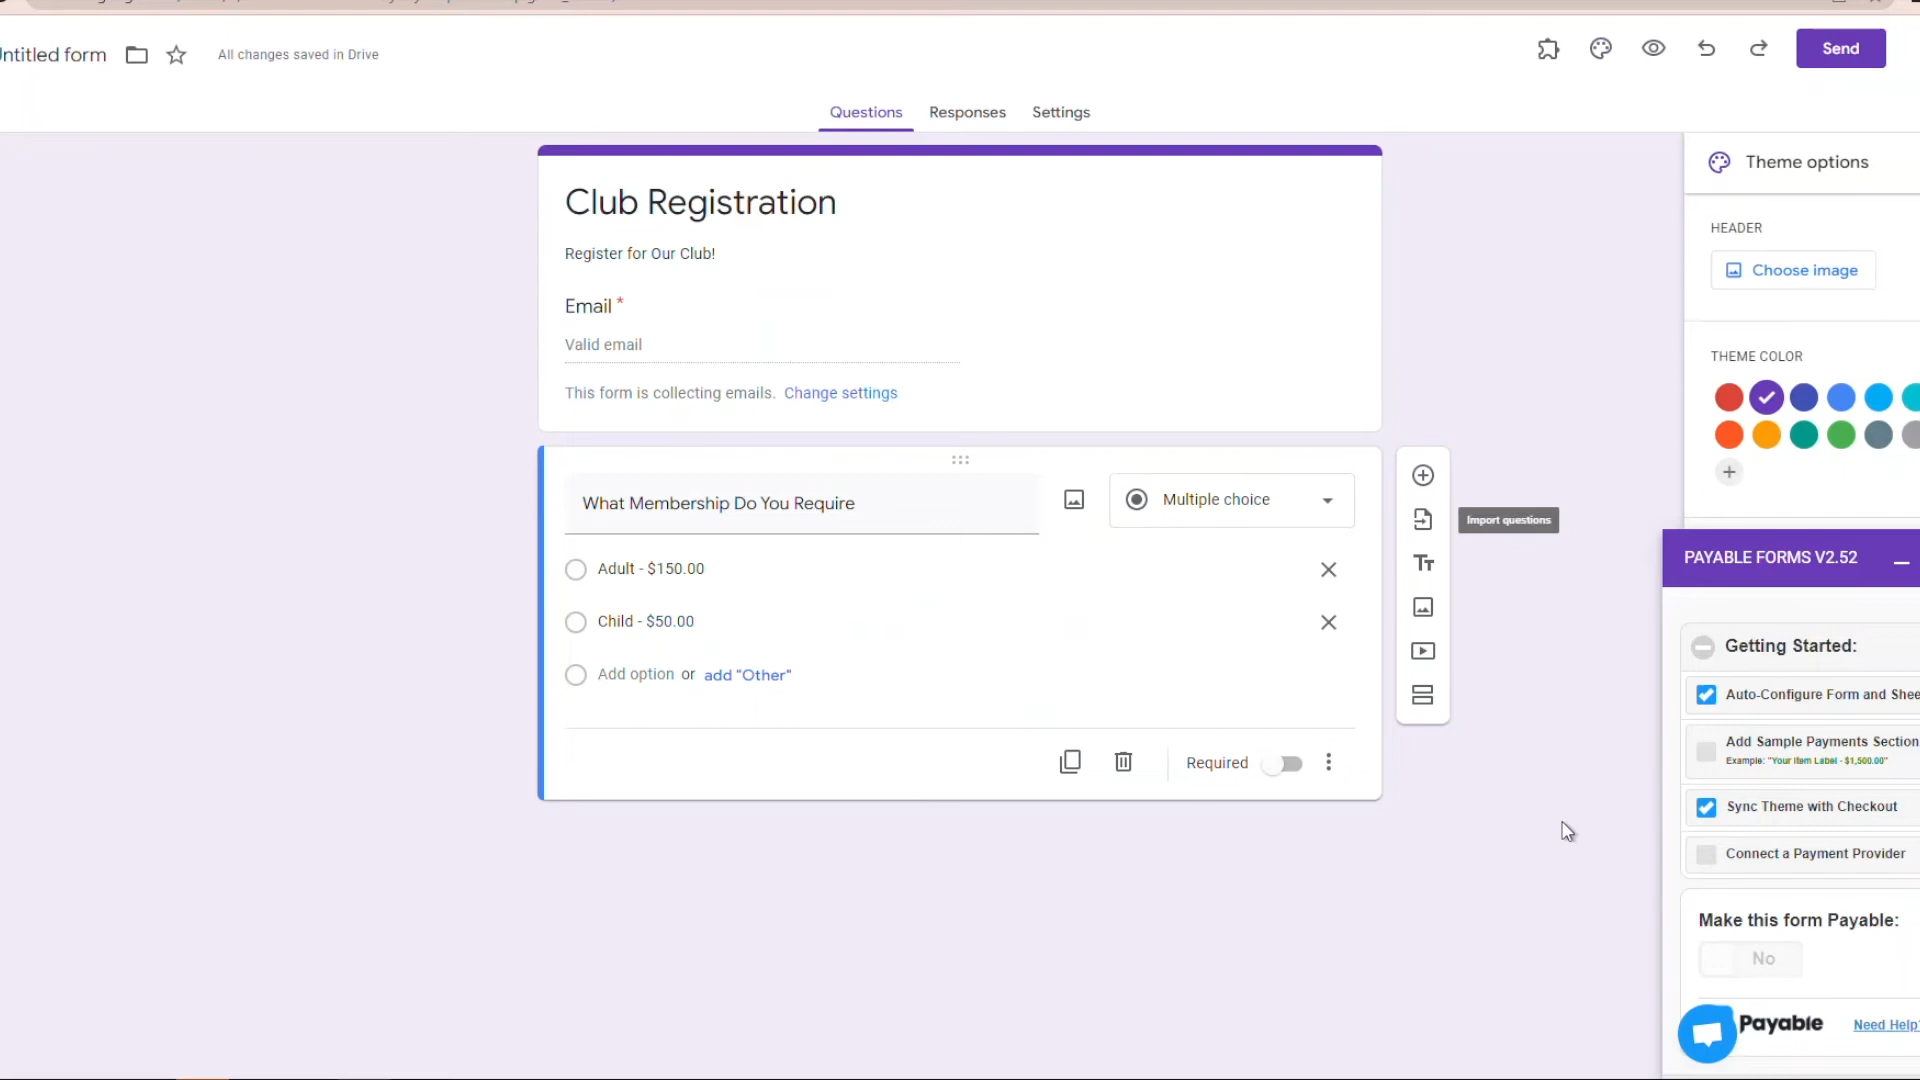 Untitled form
All changes saved in Drive
Send
Questions
Responses
Settings
Theme options
Club Registration
Register for Our Club!
HEADER
Choose image
Email *
Valid email
THEME COLOR
This form is collecting emails. Change settings
What Membership Do You Require
Multiple choice
Import questions
Adult - $150.00
Child - $50.00
Add option or add "Other"
Required
PAYABLE FORMS V2.52
Getting Started:
Auto-Configure Form and Shee
Add Sample Payments Section
Example: "Your Item Label - $1,500.00"
Sync Theme with Checkout
Connect a Payment Provider
Make this form Payable:
No
Payable
Need Help?